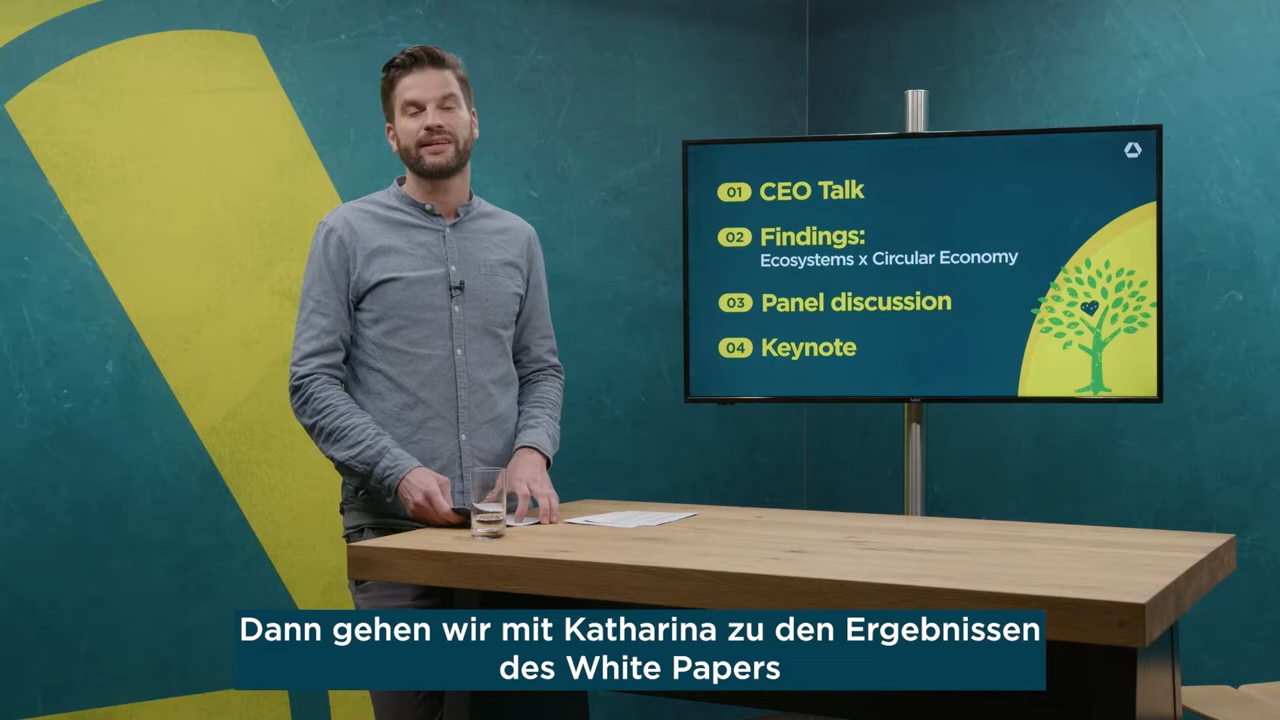 01 CEO Talk
02 Findings:
Ecosystems x Circular Economy
03 Panel discussion
04 Keynote
Dann gehen wir mit Katharina zu den Ergebnissen
des White Papers